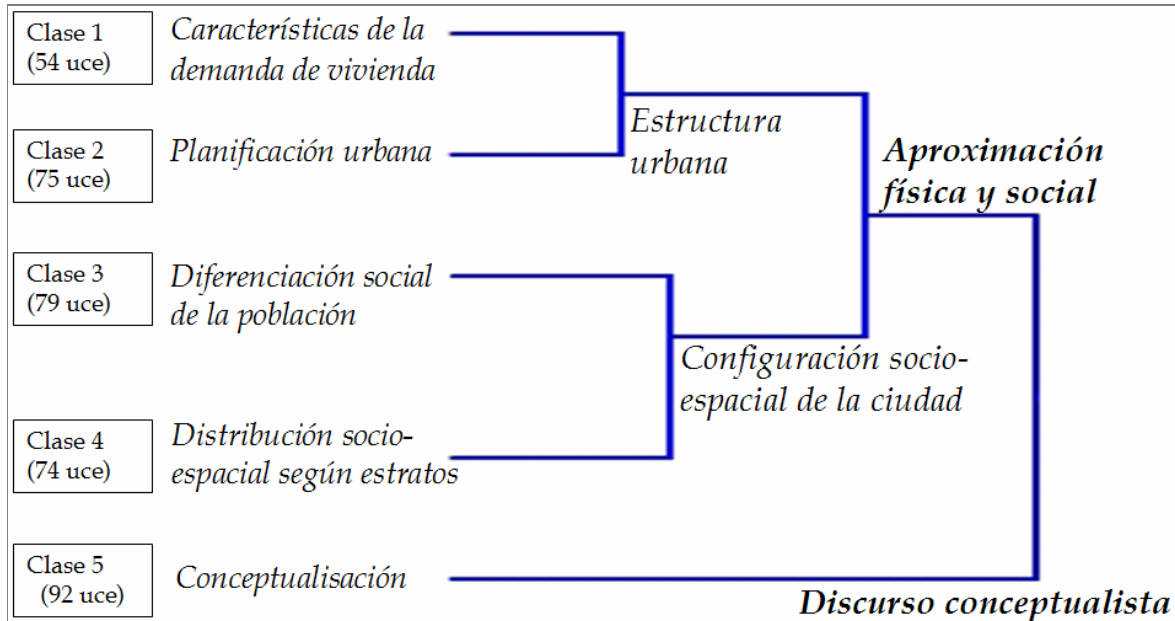 Clase 1
(54 uce)
Características de la
demanda de vivienda
Clase 2
(75 uce)
Planificación urbana
Estructura
urbana
Aproximación
física y social
Clase 3
(79 uce)
Diferenciación social
de la población
Configuración socio-
espacial de la ciudad
Clase 4
(74 uce)
Distribución socio-
espacial según estratos
Clase 5
(92 uce)
Conceptualisación
Discurso conceptualista